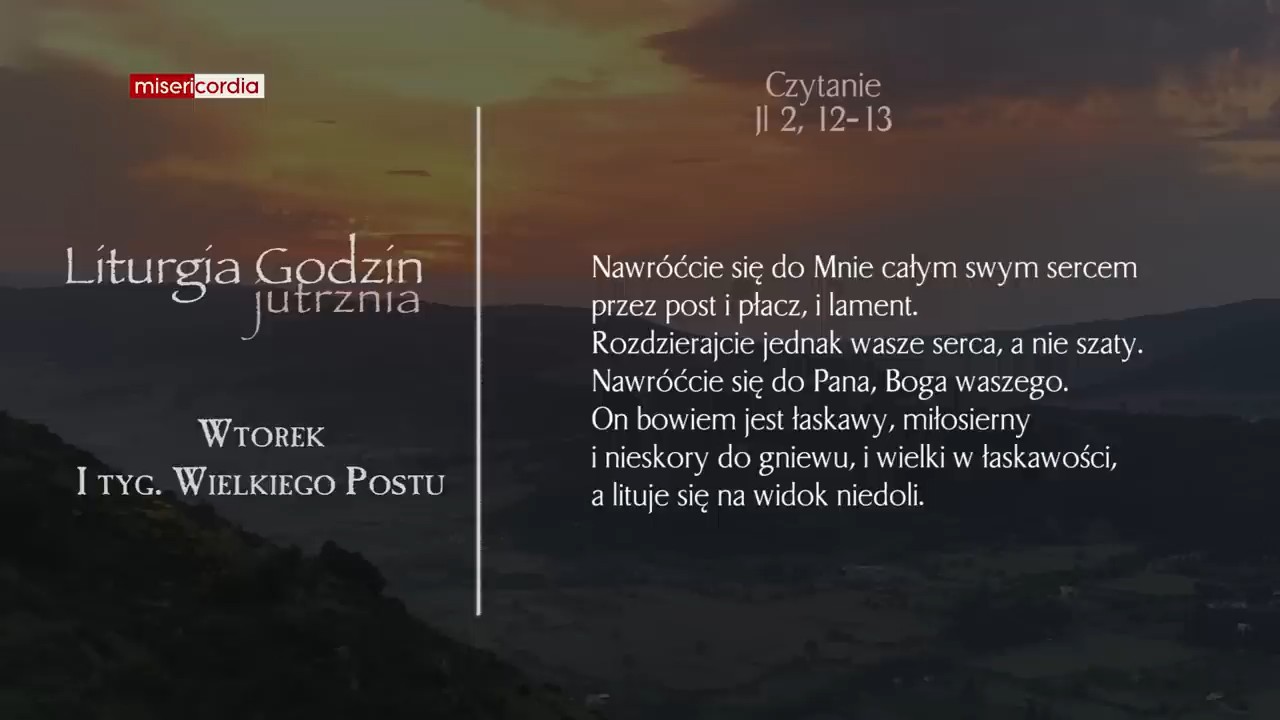 misericordia
Liturgia Godzin
jutrznia
Wtorek
I tyg. Wielkiego Postu
Czytanie
Jl 2, 12-13
Nawróćcie się do Mnie całym swym sercem
przez post i płacz, i lament.
Rozdzierajcie jednak wasze serca, a nie szaty.
Nawróćcie się do Pana, Boga waszego.
On bowiem jest łaskawy, miłosierny
i nieskory do gniewu, i wielki w łaskawości,
a lituje się na widok niedoli.